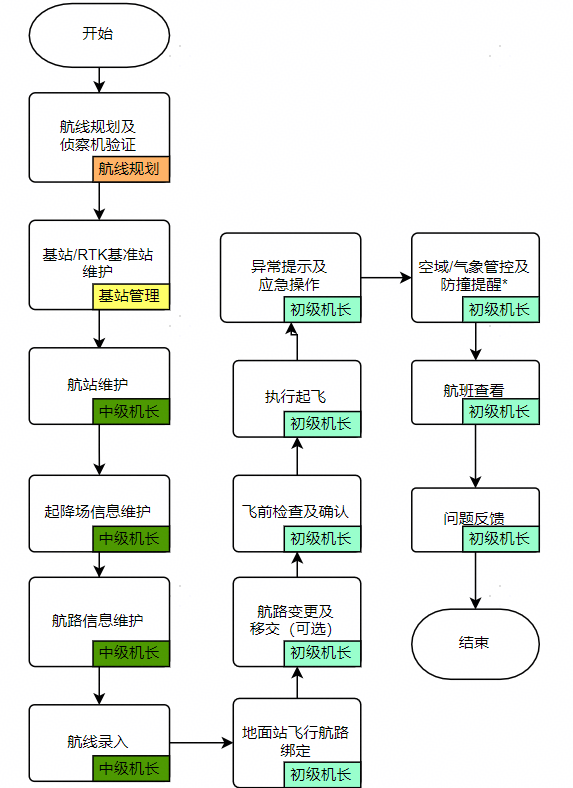 开始
航线规划及
侦察机验证
航线规划
基站/RTK基准站
维护
基站管理
航站维护
中级机长
起降场信息维护
中级机长
航路信息维护
中级机长
航线录入
中级机长
地面站飞行航路
绑定
初级机长
航路变更及
移交（可选）
初级机长
飞前检查及确认
初级机长
执行起飞
初级机长
异常提示及
应急操作
初级机长
空域/气象管控及
防撞提醒*
初级机长
航班查看
初级机长
问题反馈
初级机长
结束